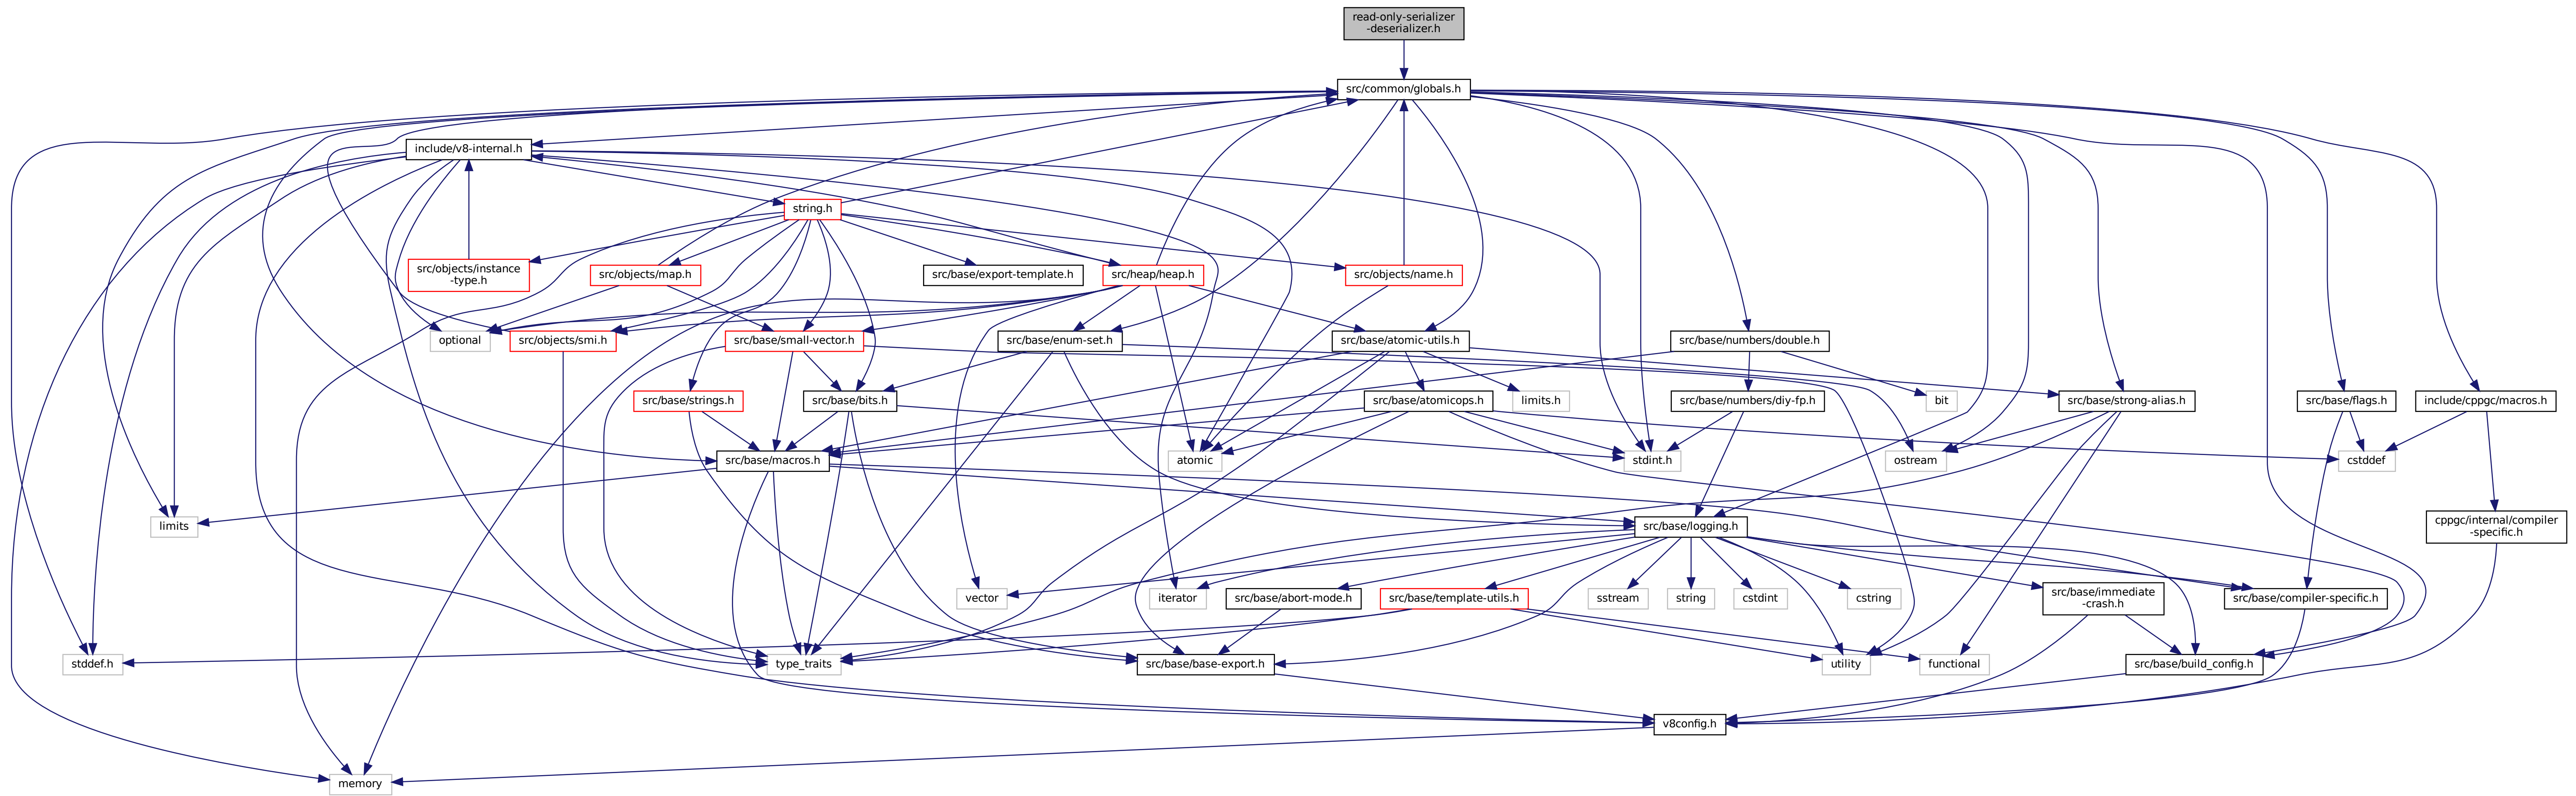 read-only-serializer
-deserializer.h
src/common/globals.h
include/v8-internal.h
string.h
src/objects/instance
-type.h
src/objects/map.h
src/base/export-template.h
src/heap/heap.h
src/objects/name.h
optional
src/objects/smi.h
src/base/small-vector.h
src/base/enum-set.h
src/base/atomic-utils.h
src/base/numbers/double.h
src/base/strings.h
src/base/bits.h
src/base/atomicops.h
limits.h
src/base/numbers/diy-fp.h
bit
src/base/strong-alias.h
src/base/flags.h
include/cppgc/macros.h
src/base/macros.h
atomic
stdint.h
ostream
cstddef
limits
src/base/logging.h
cppgc/internal/compiler
-specific.h
vector
iterator
src/base/abort-mode.h
src/base/template-utils.h
sstream
string
cstdint
cstring
src/base/immediate
-crash.h
src/base/compiler-specific.h
stddef.h
type_traits
src/base/base-export.h
utility
functional
src/base/build_config.h
v8config.h
memory